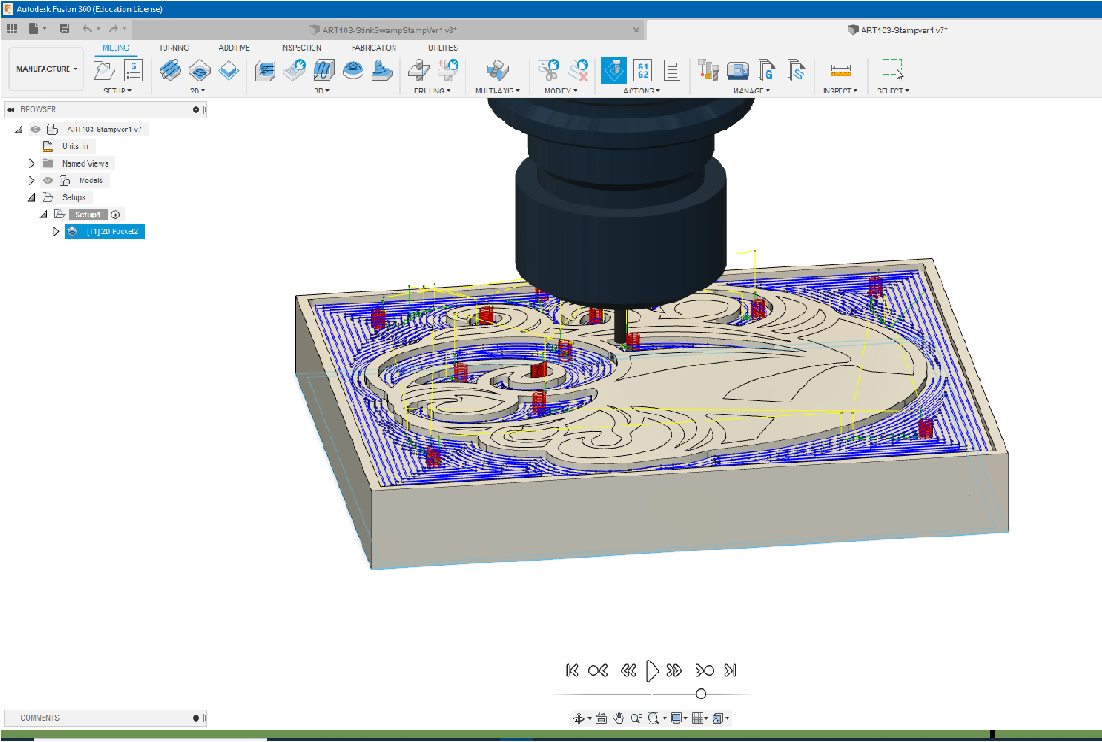 Autodesk Fusion 360 (Education License)
ART103-StinkSwampStampVer1 v3*
ART103-Stampver1 v7*
MILLING TURNING ADDITIVE INSPECTION FABRICATION UTILITIES
MANUFACTURE
SETUP 2D 3D DRILLING MULTI-AXIS MODIFY ACTIONS MANAGE INSPECT SELECT
G1
G2
BROWSER
ART103-Stampver1 v7
Units: in
Named Views
Models
Setups
Setup1
[T1] 2D Pocket2
COMMENTS